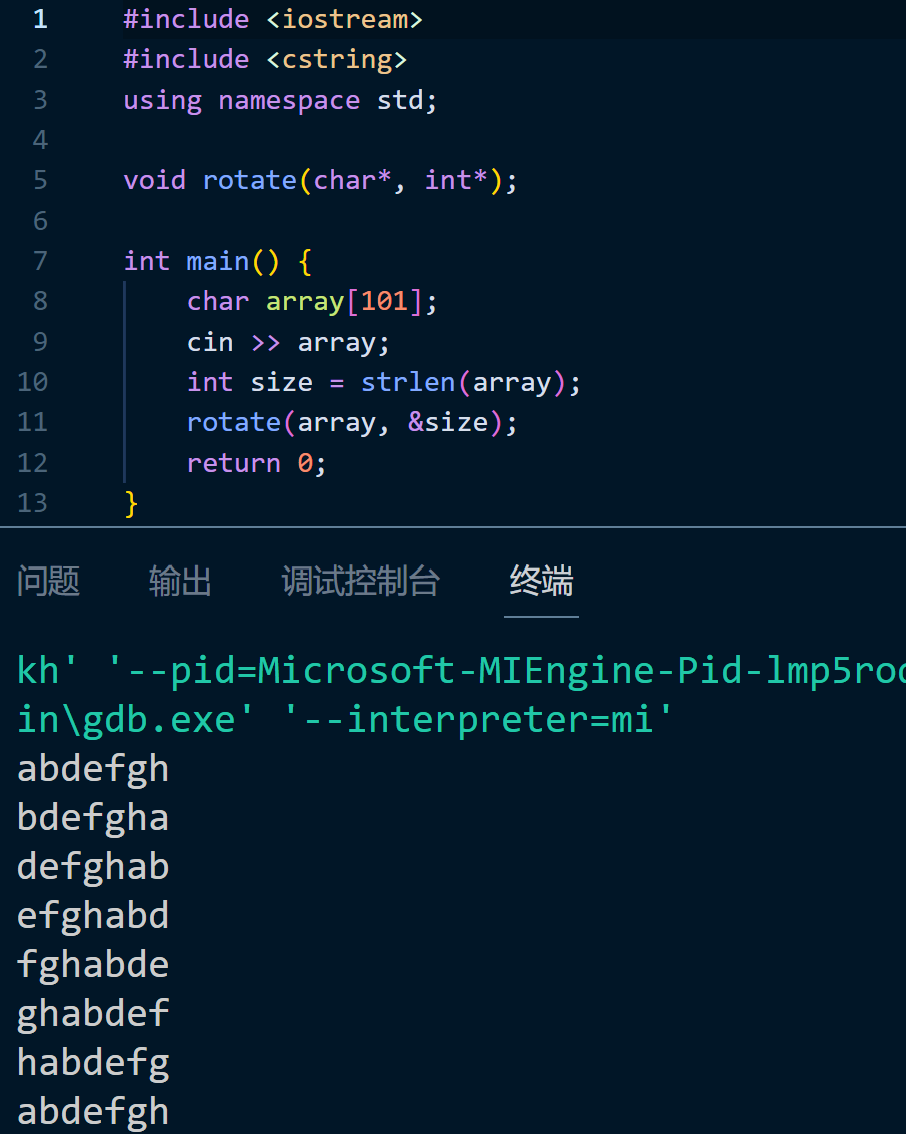 1 #include <iostream>
2 #include <cstring>
3 using namespace std;
4
5 void rotate(char*, int*);
6
7 int main() {
8 char array[101];
9 cin >> array;
10 int size = strlen(array);
11 rotate(array, &size);
12 return 0;
13 }
问题 输出 调试控制台 终端
kh' '--pid=Microsoft-MIEngine-Pid-lmp5roo
in\gdb.exe' '--interpreter=mi'
abdefgh
bdefgha
defghab
efghabd
fghabde
ghabdef
habdefg
abdefgh